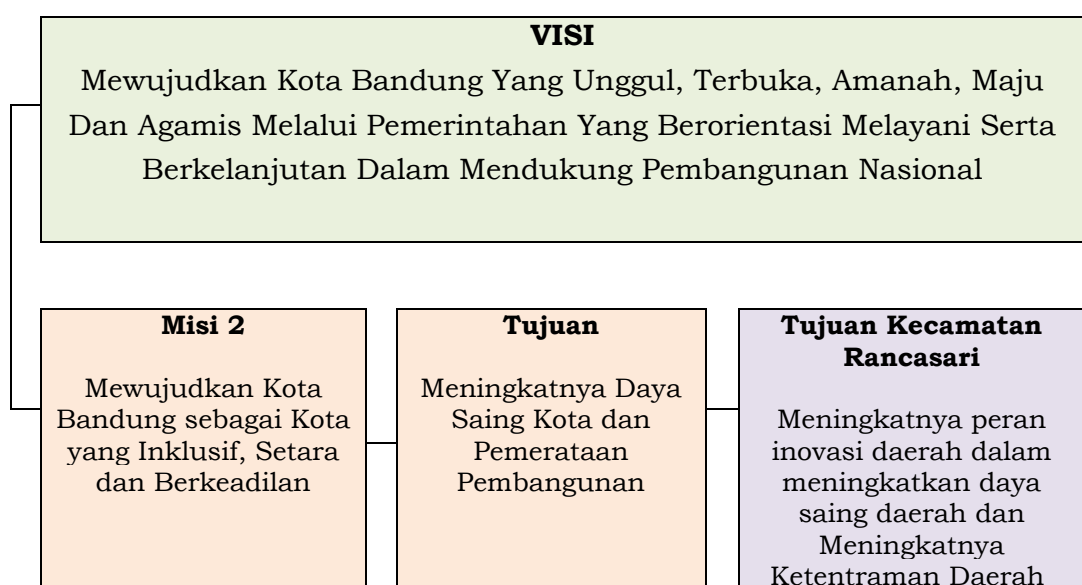 VISI
Mewujudkan Kota Bandung Yang Unggul, Terbuka, Amanah, Maju
Dan Agamis Melalui Pemerintahan Yang Berorientasi Melayani Serta
Berkelanjutan Dalam Mendukung Pembangunan Nasional
Misi 2
Mewujudkan Kota
Bandung sebagai Kota
yang Inklusif, Setara
dan Berkeadilan
Tujuan
Meningkatnya Daya
Saing Kota dan
Pemerataan
Pembangunan
Tujuan Kecamatan
Rancasari
Meningkatnya peran
inovasi daerah dalam
meningkatkan daya
saing daerah dan
Meningkatnya
Ketentraman Daerah